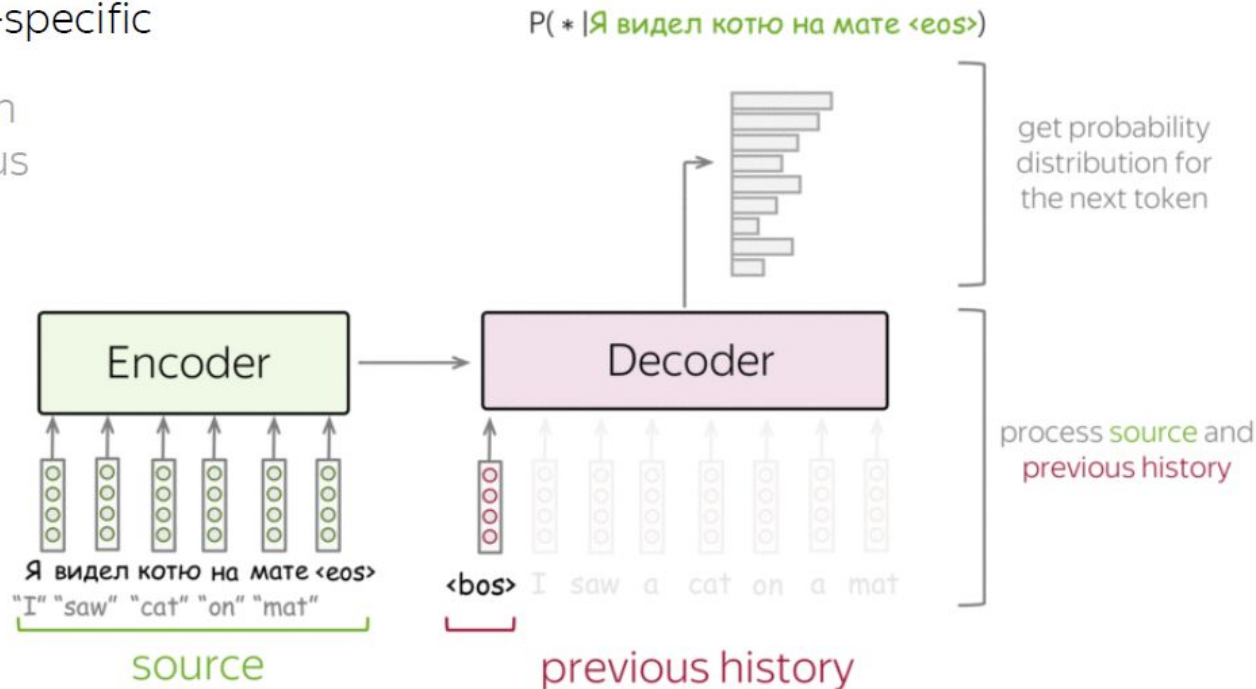 -specific
n
us
P( * |Я видел котю на мате <eos>)
get probability
distribution for
the next token
Encoder
Decoder
process source and
previous history
Я видел котю на мате <eos>
"I" "saw" "cat" "on" "mat"
<bos> I saw a cat on a mat
source
previous history